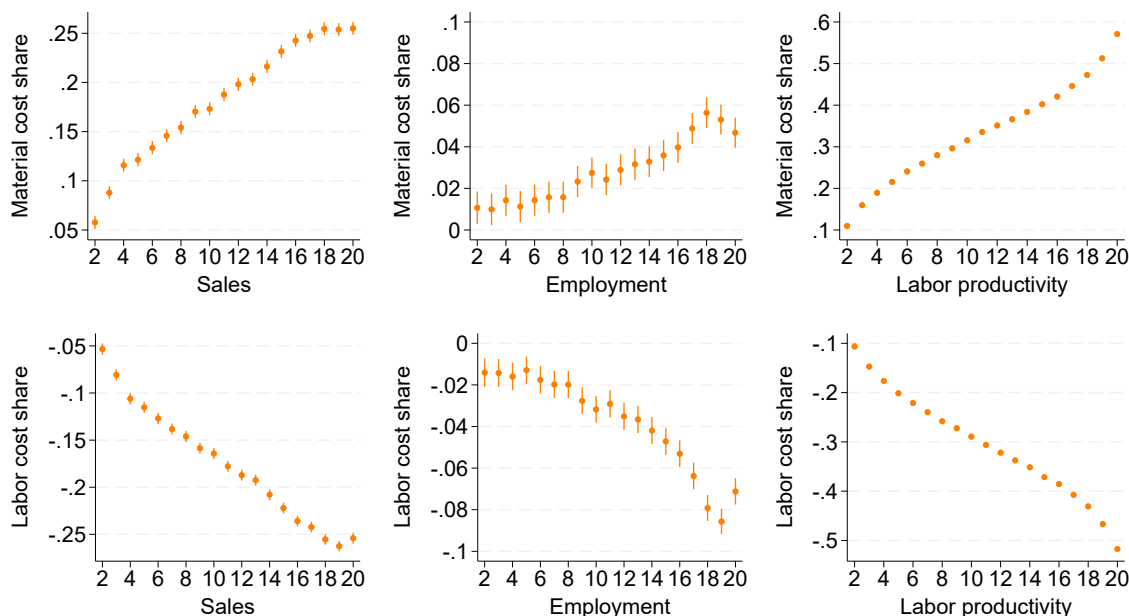 Material cost share
.25
.2
.15
.1
.05
2 4 6 8 10 12 14 16 18 20
Sales
Material cost share
.1
.08
.06
.04
.02
0
2 4 6 8 10 12 14 16 18 20
Employment
Material cost share
.6
.5
.4
.3
.2
.1
2 4 6 8 10 12 14 16 18 20
Labor productivity
Labor cost share
-.05
-.1
-.15
-.2
-.25
2 4 6 8 10 12 14 16 18 20
Sales
Labor cost share
0
-.02
-.04
-.06
-.08
-.1
2 4 6 8 10 12 14 16 18 20
Employment
Labor cost share
-.1
-.2
-.3
-.4
-.5
2 4 6 8 10 12 14 16 18 20
Labor productivity